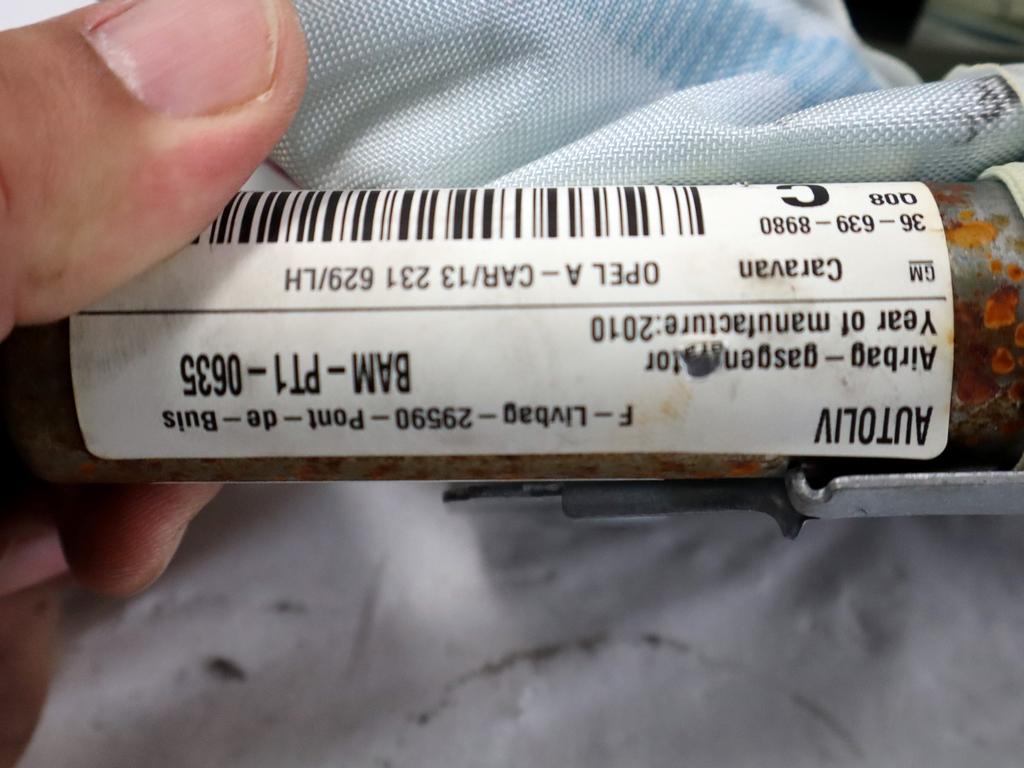 AUTOLIV F-Livbag-29590-Pont-de-Buis
Airbag-gasgenerator BAM-PT1-0635
Year of manufacture:2010
GM Caravan OPEL A-CAR/13 231 629/LH
36-639-8980
Q08 C